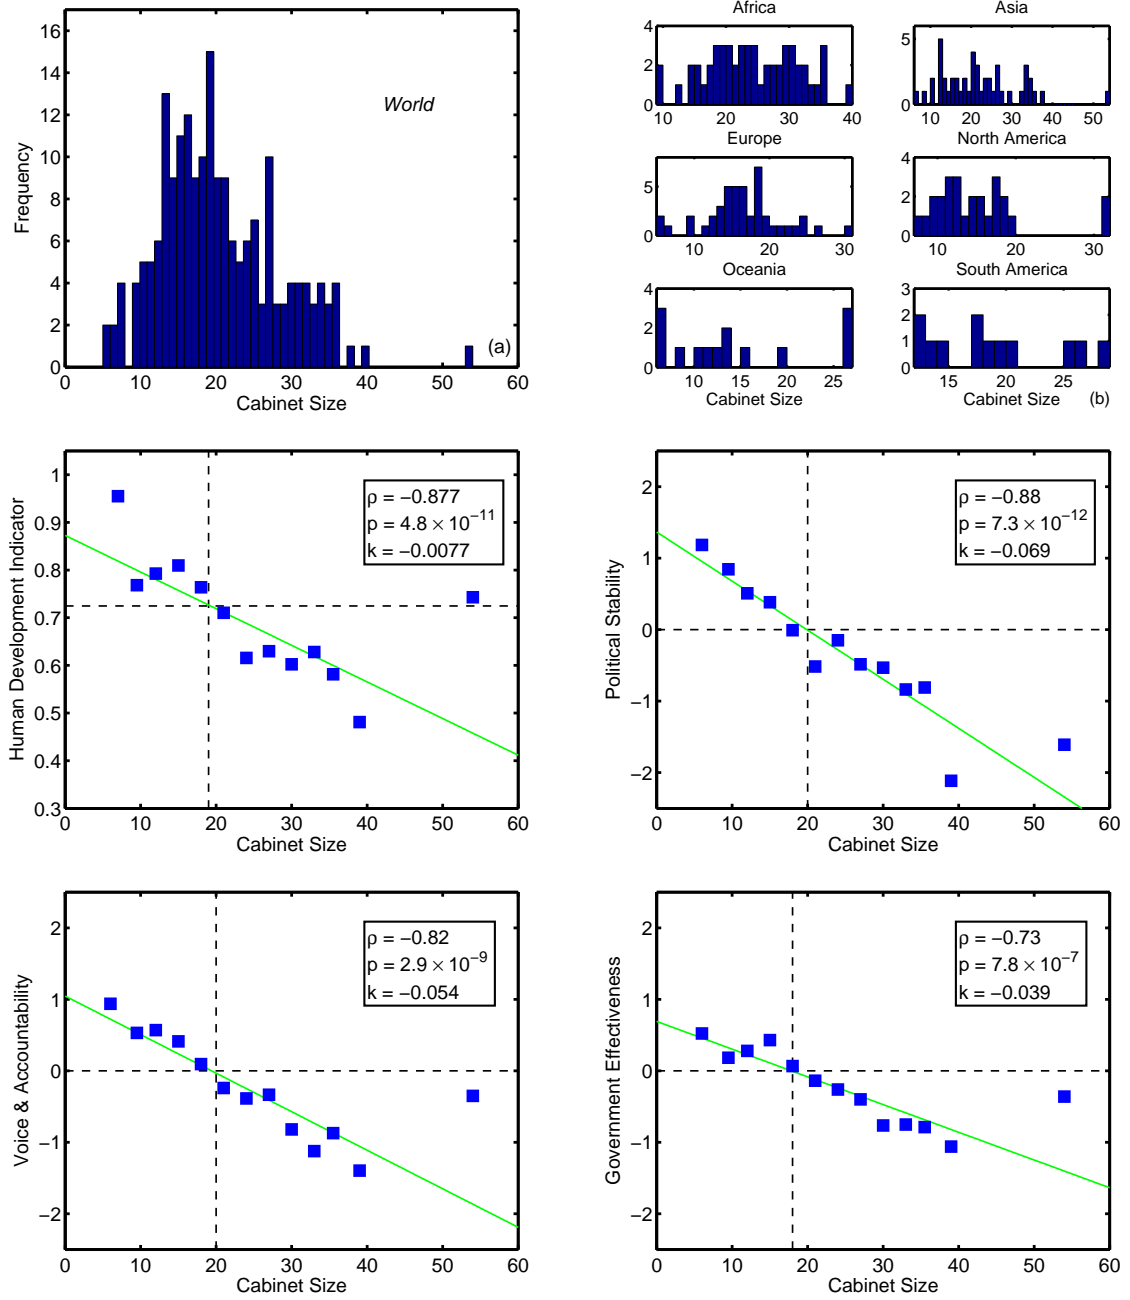 World
16
14
12
10
8
6
4
2
0
Frequency
0 10 20 30 40 50 60
Cabinet Size
(a)
Africa
4
2
0
10 20 30 40
Asia
5
0
10 20 30 40 50
Europe
5
0
10 20 30
North America
4
2
0
10 20 30
Oceania
4
2
0
10 15 20 25
Cabinet Size
South America
3
2
1
0
15 20 25
Cabinet Size
(b)
Human Development Indicator
1
0.9
0.8
0.7
0.6
0.5
0.4
0.3
ρ = −0.877
p = 4.8 × 10⁻¹¹
k = −0.0077
0 10 20 30 40 50 60
Cabinet Size
Political Stability
2
1
0
−1
−2
ρ = −0.88
p = 7.3 × 10⁻¹²
k = −0.069
0 10 20 30 40 50 60
Cabinet Size
Voice & Accountability
2
1
0
−1
−2
ρ = −0.82
p = 2.9 × 10⁻⁹
k = −0.054
0 10 20 30 40 50 60
Cabinet Size
Government Effectiveness
2
1
0
−1
−2
ρ = −0.73
p = 7.8 × 10⁻⁷
k = −0.039
0 10 20 30 40 50 60
Cabinet Size